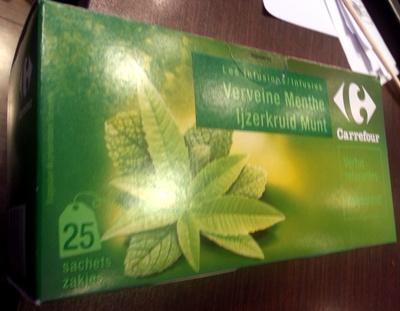 Les Infusions/Infusies
Verveine Menthe
Ijzerkruid Munt
Carrefour
25
sachets
zakjes